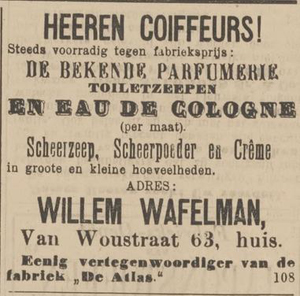 HEEREN COIFFEURS!
Steeds voorradig tegen fabrieksprijs:
DE BEKENDE PARFUMERIE
TOILETZEEPEN
EN EAU DE COLOGNE
(per maat).
Scheerzeep, Scheerpoeder en Crême
in groote en kleine hoeveelheden.
ADRES:
WILLEM WAFELMAN,
Van Woustraat 63, huis.
Eenig vertegenwoordiger van de
fabriek „De Atlas.” 108